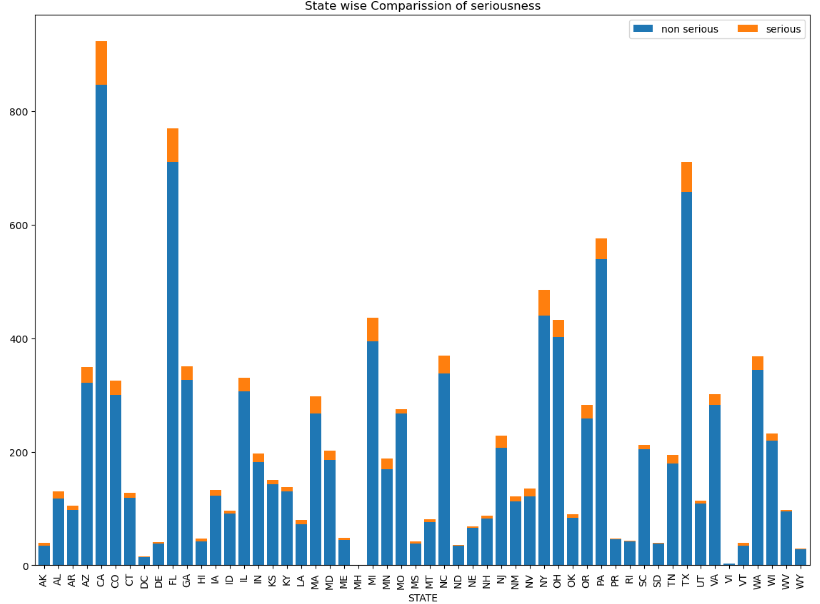 State wise Comparission of seriousness
non serious serious
800
600
400
200
0
AK AL AR AZ CA CO CT DC DE FL GA HI IA ID IL IN KS KY LA MA MD ME MH MI MN MO MS MT NC ND NE NH NJ NM NV NY OH OK OR PA PR RI SC SD TN TX UT VA VI VT WA WI WV WY
STATE